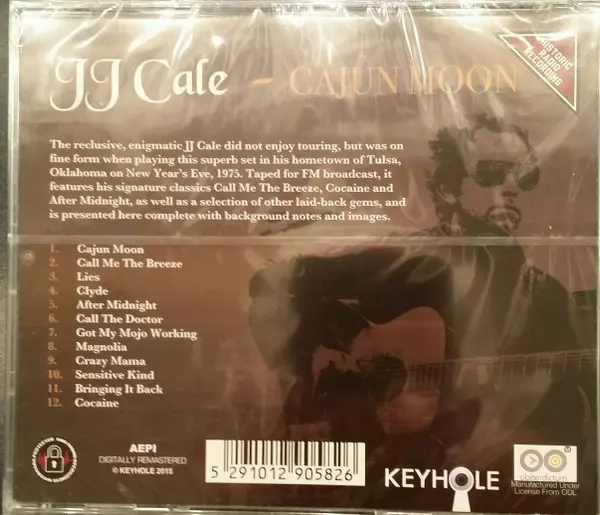 JJ Cale – CAJUN MOON
HISTORIC
RADIO
RECORDING
The reclusive, enigmatic JJ Cale did not enjoy touring, but was on
fine form when playing this superb set in his hometown of Tulsa,
Oklahoma on New Year's Eve, 1975. Taped for FM broadcast, it
features his signature classics Call Me The Breeze, Cocaine and
After Midnight, as well as a selection of other laid-back gems, and
is presented here complete with background notes and images.
1. Cajun Moon
2. Call Me The Breeze
3. Lies
4. Clyde
5. After Midnight
6. Call The Doctor
7. Got My Mojo Working
8. Magnolia
9. Crazy Mama
10. Sensitive Kind
11. Bringing It Back
12. Cocaine
AEPI
DIGITALLY REMASTERED
© KEYHOLE 2015
5 291012 905826
KEYHOLE
Manufactured Under
License From ODL